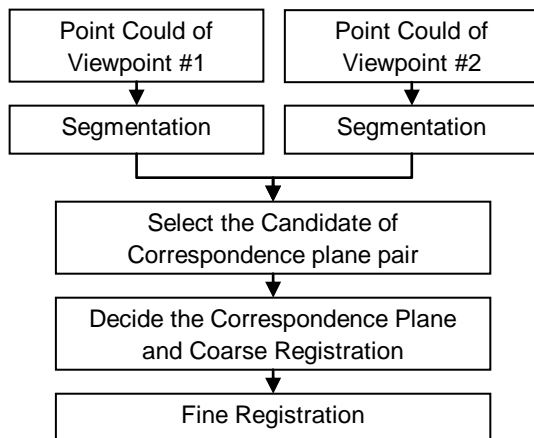 Point Could of
Viewpoint #1
Point Could of
Viewpoint #2
Segmentation
Segmentation
Select the Candidate of
Correspondence plane pair
Decide the Correspondence Plane
and Coarse Registration
Fine Registration